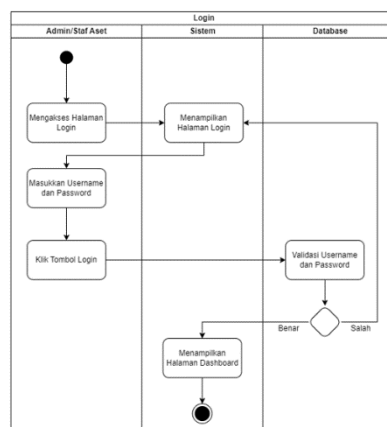 Login
Admin/Staf Aset
Sistem
Database
Mengakses Halaman
Login
Menampilkan
Halaman Login
Masukkan Username
dan Password
Klik Tombol Login
Validasi Username
dan Password
Benar
Salah
Menampilkan
Halaman Dashboard